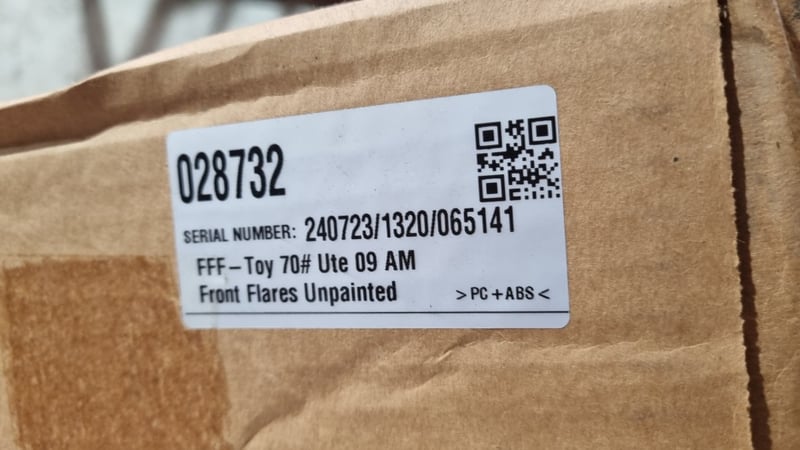 028732
SERIAL NUMBER: 240723/1320/065141
FFF-Toy 70# Ute 09 AM
Front Flares Unpainted
>PC+ABS<